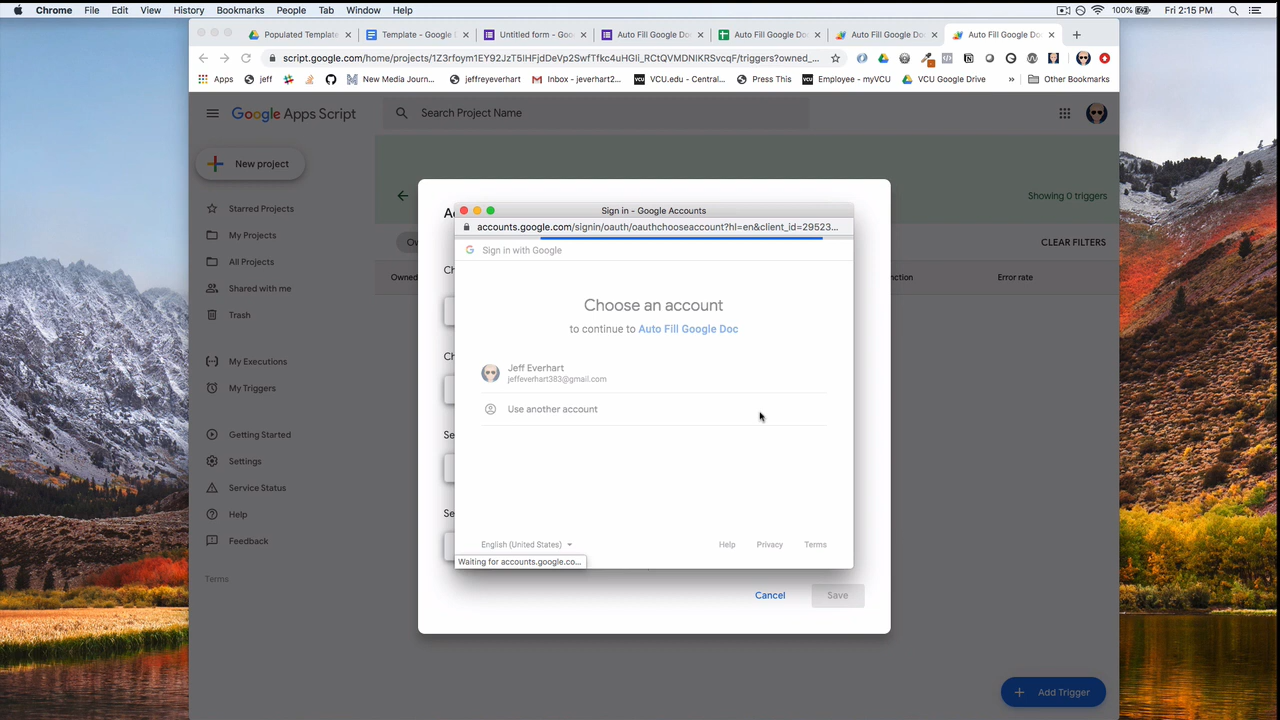 Chrome File Edit View History Bookmarks People Tab Window Help 100% Fri 2:15 PM
Populated Template Template - Google Untitled form - Goo Auto Fill Google Do Auto Fill Google Do Auto Fill Google Do Auto Fill Google Do
script.google.com/home/projects/1Z3rfoym1EY92JzT5IHFjdDeVp2SwfTfkc4uHGIi_RCtQVMDNIKRSvcqF/triggers?owned_...
Apps jeff New Media Journ... jeffreyeverhart Inbox - jeverhart2... VCU.edu - Central... Press This Employee - myVCU VCU Google Drive » Other Bookmarks
Google Apps Script Search Project Name
New project
Showing 0 triggers
Starred Projects
My Projects
All Projects
Shared with me
Trash
My Executions
My Triggers
Getting Started
Settings
Service Status
Help
Feedback
Terms
CLEAR FILTERS
Owned
Error rate
Sign in - Google Accounts
accounts.google.com/signin/oauth/oauthchooseaccount?hl=en&client_id=29523...
Sign in with Google
Choose an account
to continue to Auto Fill Google Doc
Jeff Everhart
jeffeverhart383@gmail.com
Use another account
English (United States) Help Privacy Terms
Waiting for accounts.google.co...
Cancel Save
Add Trigger